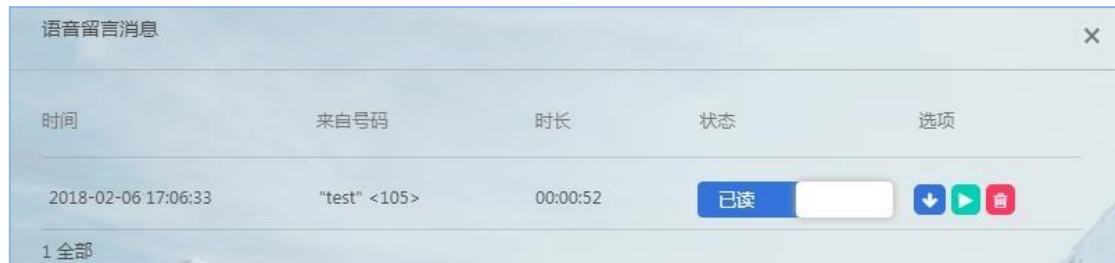 语音留言消息
×
时间 来自号码 时长 状态 选项
2018-02-06 17:06:33 "test" <105> 00:00:52 已读
1 全部